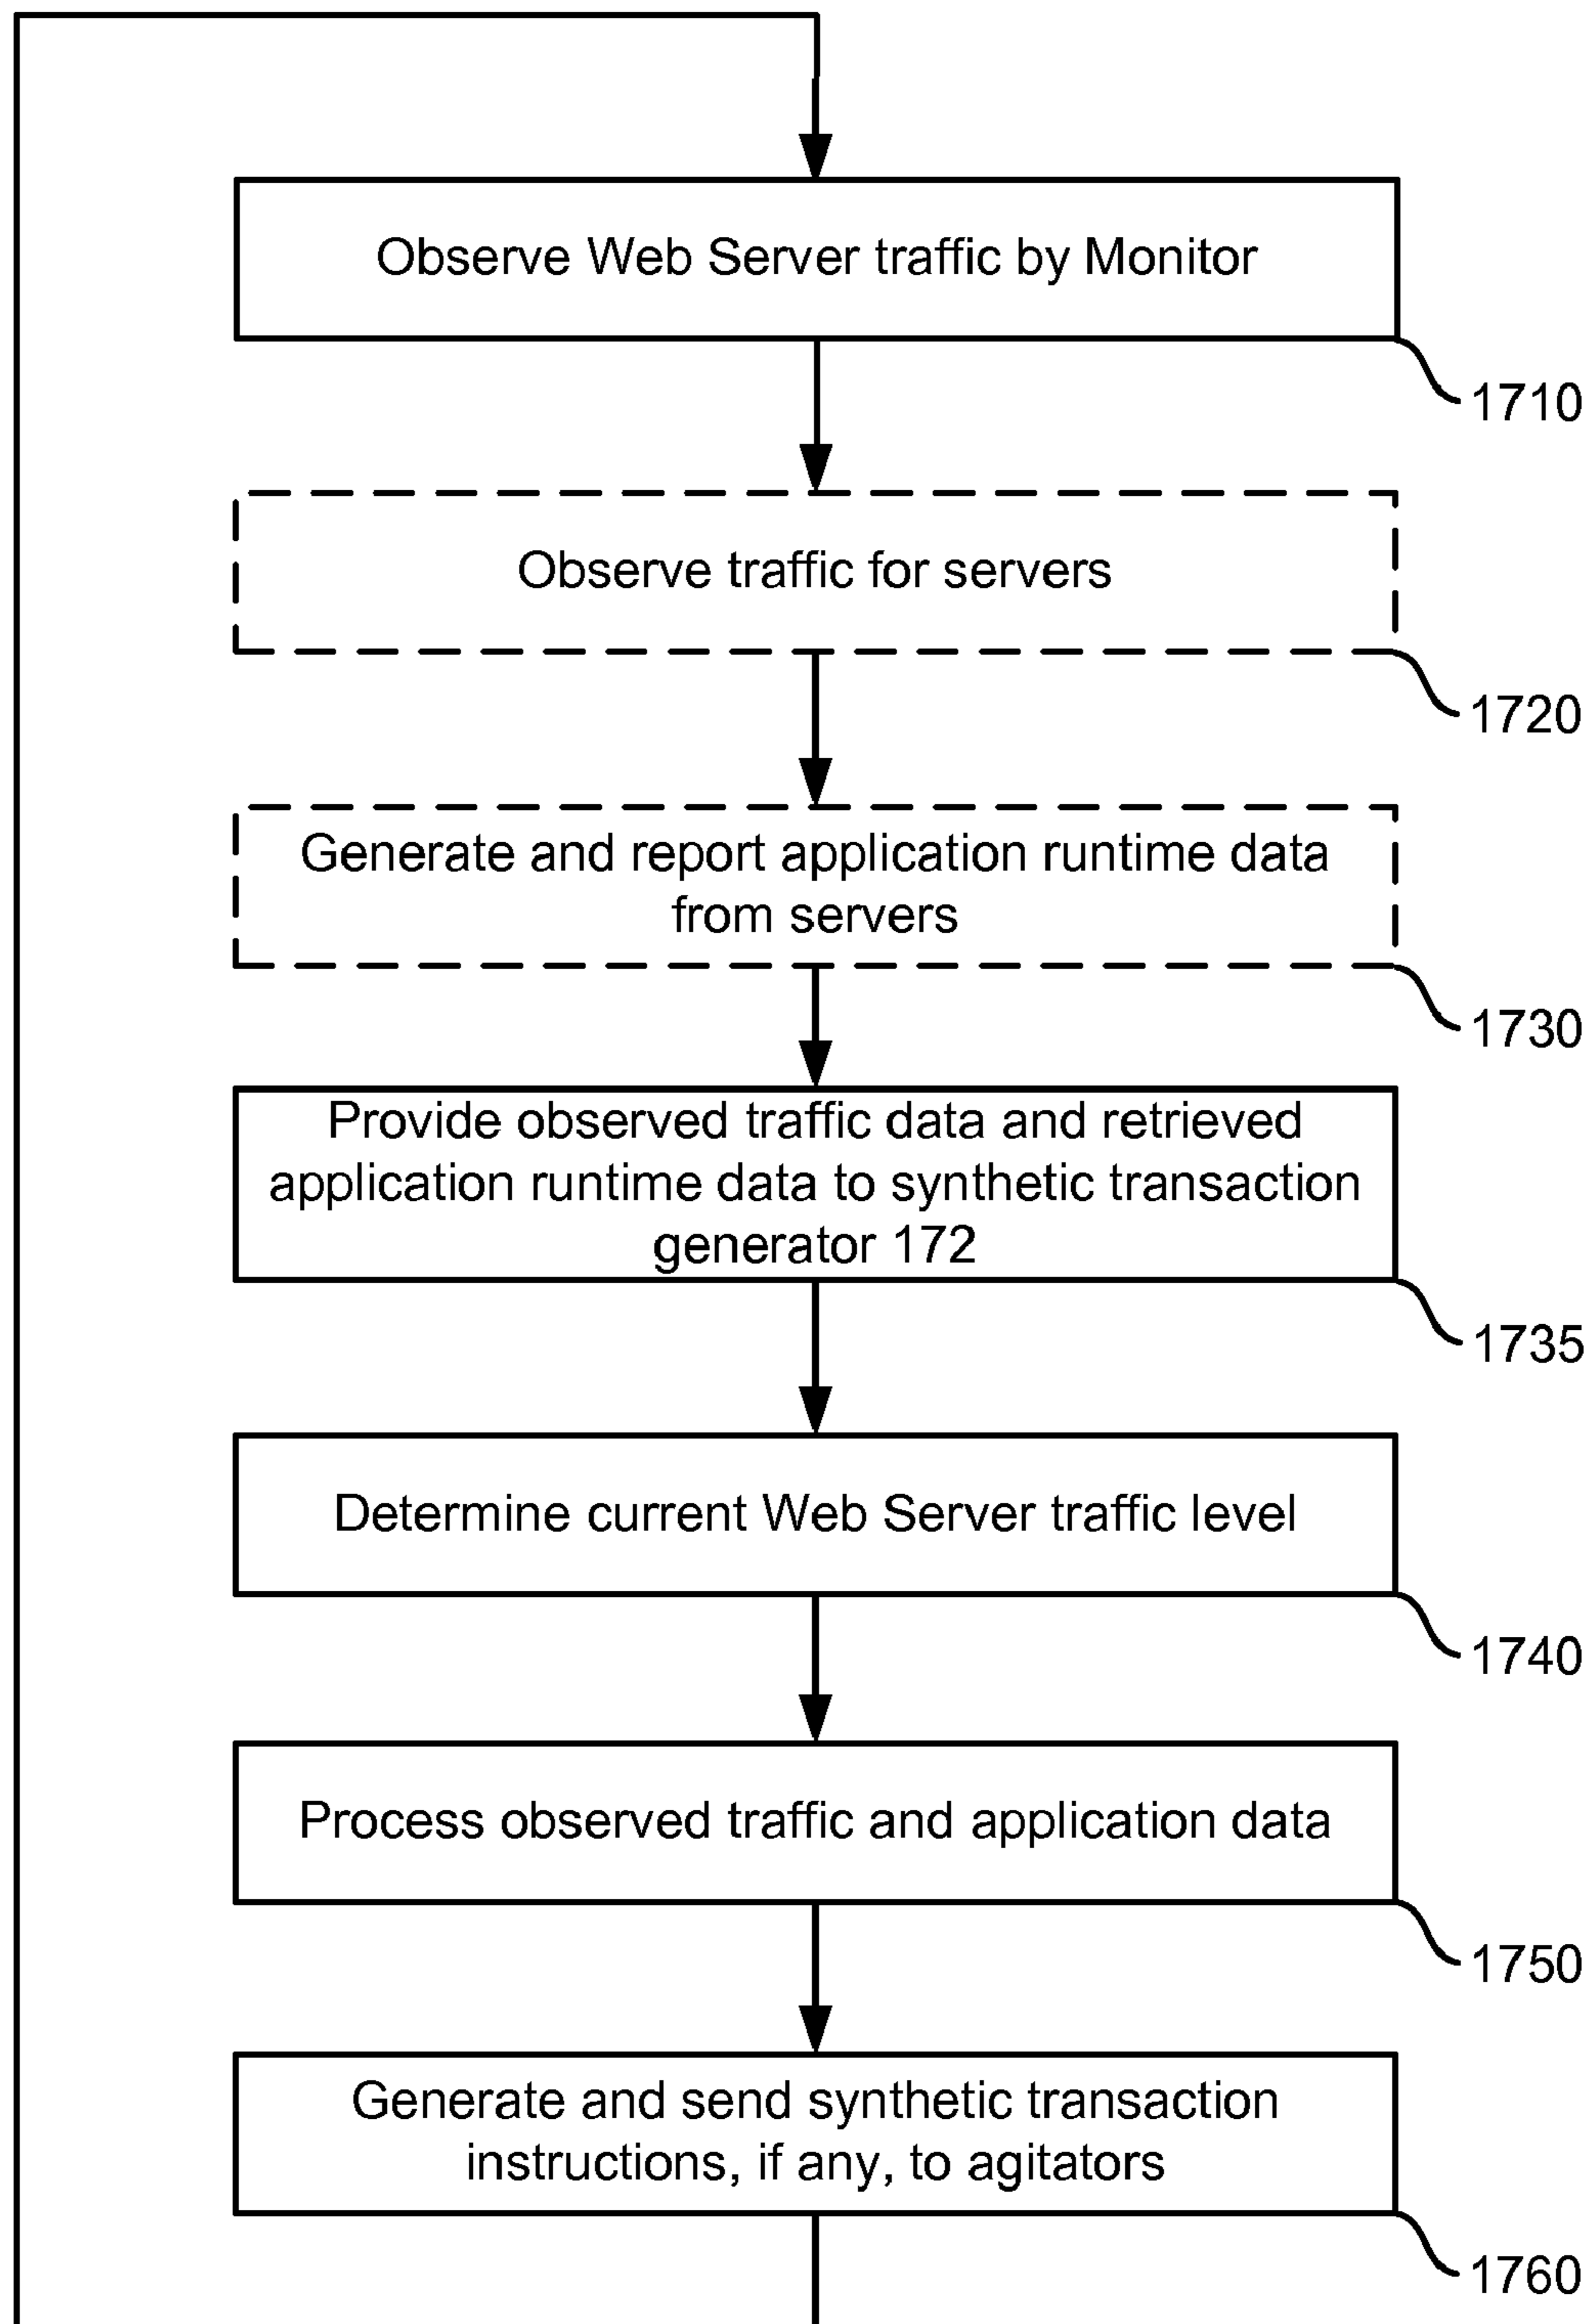 Observe Web Server traffic by Monitor
1710
Observe traffic for servers
1720
Generate and report application runtime data
from servers
1730
Provide observed traffic data and retrieved
application runtime data to synthetic transaction
generator 172
1735
Determine current Web Server traffic level
1740
Process observed traffic and application data
1750
Generate and send synthetic transaction
instructions, if any, to agitators
1760